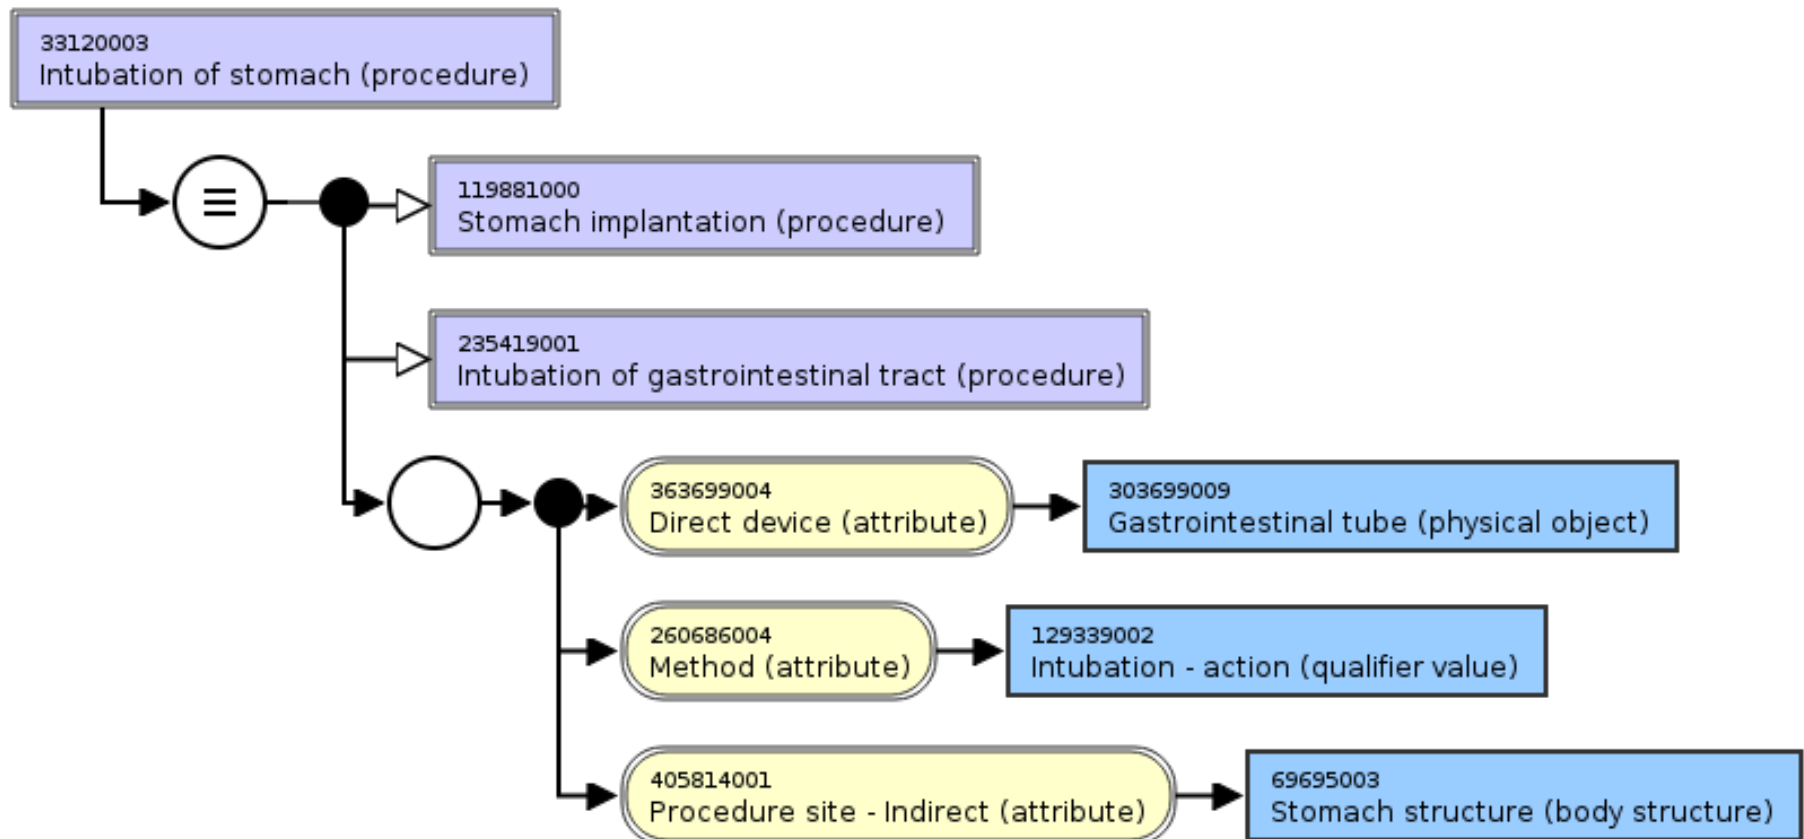 33120003
Intubation of stomach (procedure)
119881000
Stomach implantation (procedure)
235419001
Intubation of gastrointestinal tract (procedure)
363699004
Direct device (attribute)
303699009
Gastrointestinal tube (physical object)
260686004
Method (attribute)
129339002
Intubation - action (qualifier value)
405814001
Procedure site - Indirect (attribute)
69695003
Stomach structure (body structure)